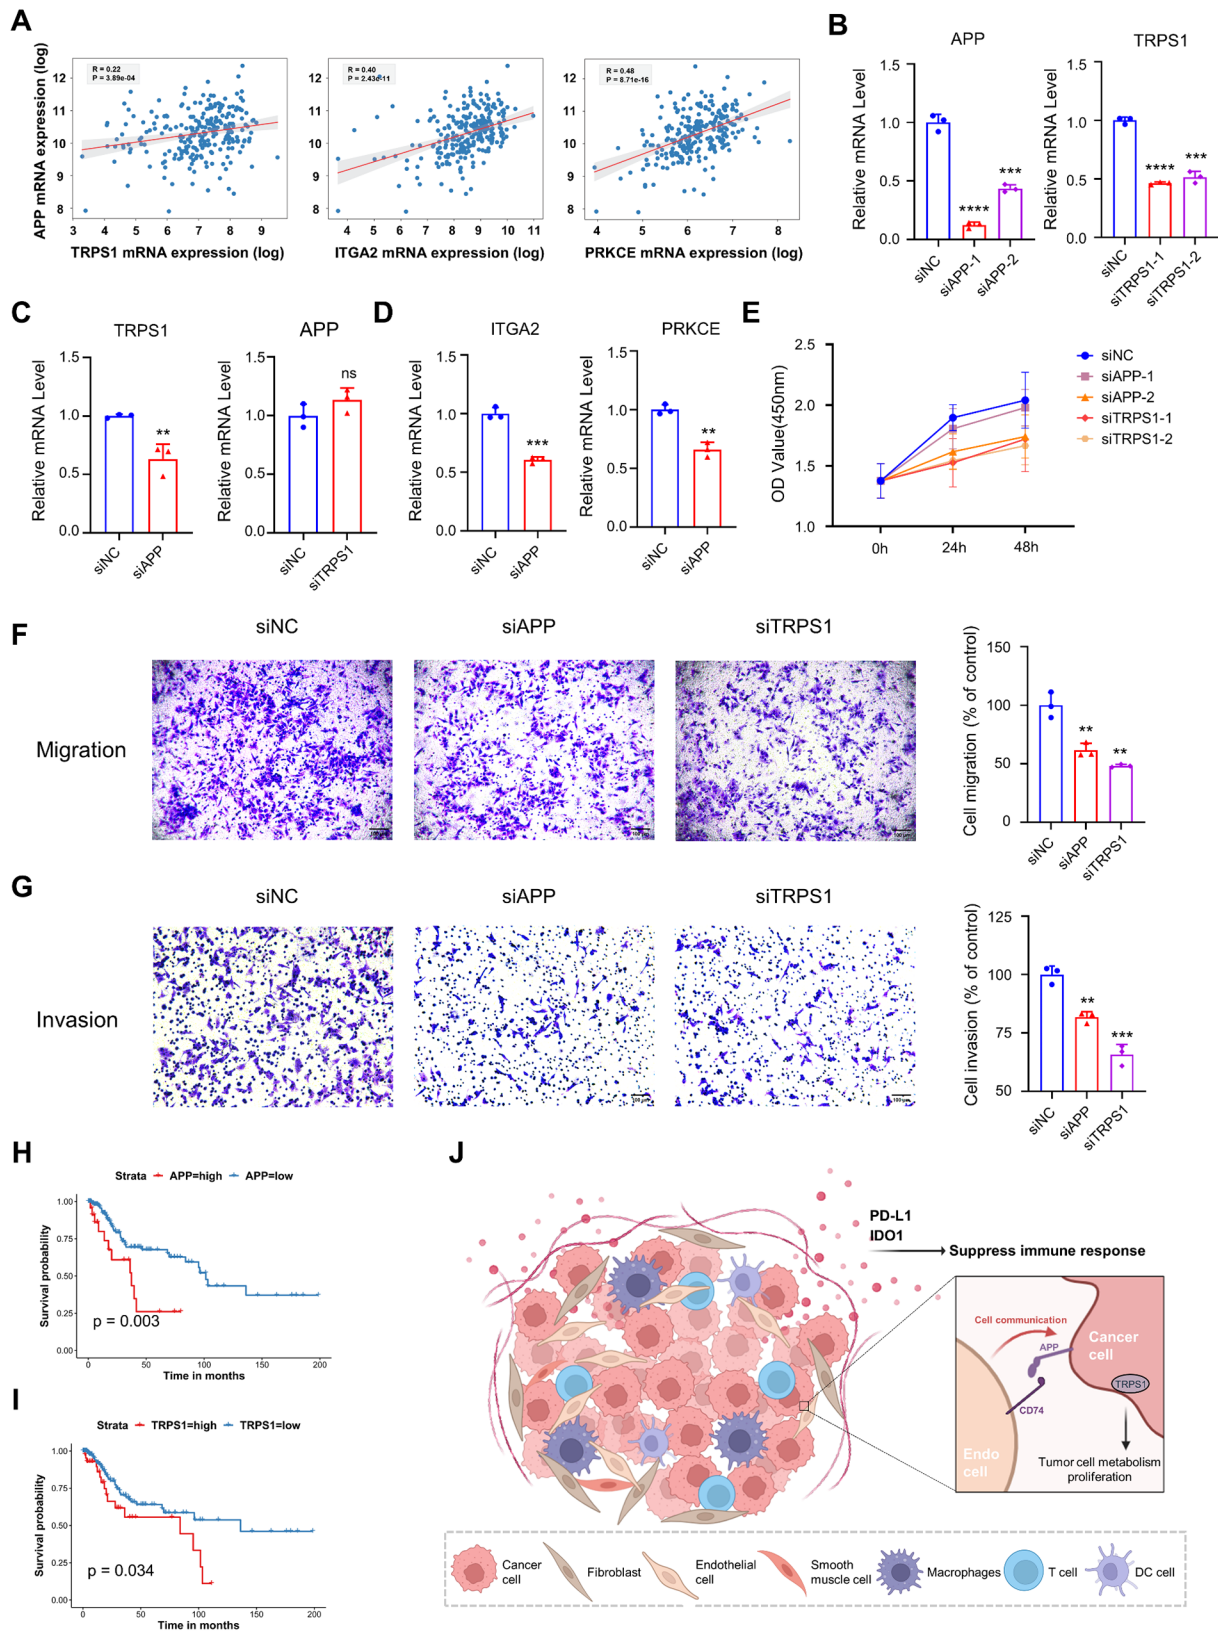 A
APP mRNA expression (log)
R = 0.22
P = 3.89e-04
12
11
10
9
8
3 4 5 6 7 8 9
TRPS1 mRNA expression (log)
R = 0.40
P = 2.43e-11
12
11
10
9
8
4 5 6 7 8 9 10 11
ITGA2 mRNA expression (log)
R = 0.48
P = 8.71e-16
12
11
10
9
8
4 5 6 7 8
PRKCE mRNA expression (log)
B
APP
Relative mRNA Level
1.5
1.0
0.5
0.0
****
***
siNC
siAPP-1
siAPP-2
TRPS1
Relative mRNA Level
1.5
1.0
0.5
0.0
****
***
siNC
siTRPS1-1
siTRPS1-2
C
TRPS1
Relative mRNA Level
1.5
1.0
0.5
0.0
**
siNC
siAPP
APP
Relative mRNA Level
1.5
1.0
0.5
0.0
ns
siNC
siTRPS1
D
ITGA2
Relative mRNA Level
1.5
1.0
0.5
0.0
***
siNC
siAPP
PRKCE
Relative mRNA Level
1.5
1.0
0.5
0.0
**
siNC
siAPP
E
OD Value(450nm)
2.5
2.0
1.5
1.0
0h 24h 48h
siNC
siAPP-1
siAPP-2
siTRPS1-1
siTRPS1-2
F
siNC siAPP siTRPS1
Migration
100 μm
100 μm
100 μm
Cell migration (% of control)
150
100
50
0
**
**
siNC
siAPP
siTRPS1
G
siNC siAPP siTRPS1
Invasion
100 μm
100 μm
100 μm
Cell invasion (% of control)
125
100
75
50
**
***
siNC
siAPP
siTRPS1
H
Strata APP=high APP=low
Survival probability
1.00
0.75
0.50
0.25
0.00
p = 0.003
0 50 100 150 200
Time in months
I
Strata TRPS1=high TRPS1=low
Survival probability
1.00
0.75
0.50
0.25
0.00
p = 0.034
0 50 100 150 200
Time in months
J
PD-L1
IDO1
Suppress immune response
Cell communication
APP
Cancer
cell
TRPS1
CD74
Endo
cell
Tumor cell metabolism
proliferation
Cancer
cell
Fibroblast
Endothelial
cell
Smooth
muscle cell
Macrophages
T cell
DC cell